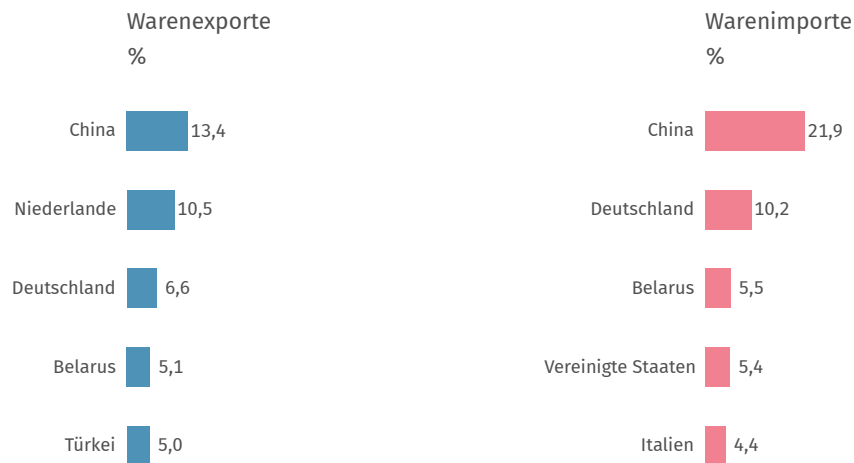 Warenexporte
%
China 13,4
Niederlande 10,5
Deutschland 6,6
Belarus 5,1
Türkei 5,0
Warenimporte
%
China 21,9
Deutschland 10,2
Belarus 5,5
Vereinigte Staaten 5,4
Italien 4,4